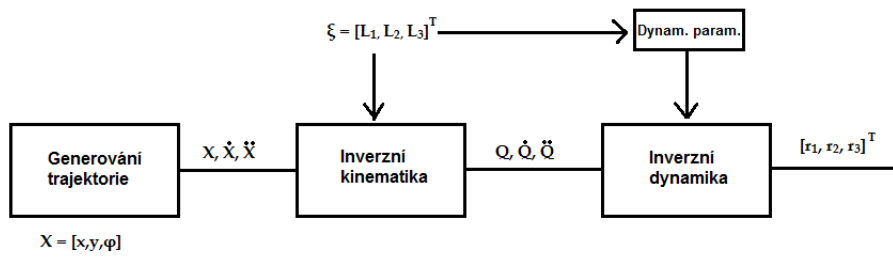 ξ = [L₁, L₂, L₃]ᵀ
Dynam. param.
Generování
trajektorie
X, Ẋ, Ẍ
Inverzní
kinematika
Q, Q̇, Q̈
Inverzní
dynamika
[r₁, r₂, r₃]ᵀ
X = [x,y,φ]